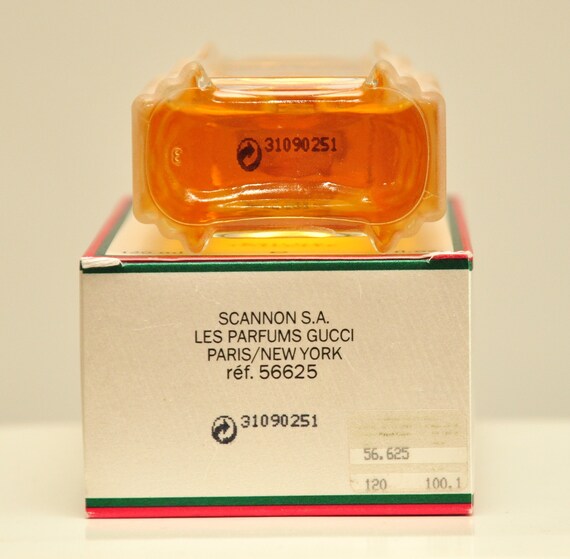 31090251
SCANNON S.A.
LES PARFUMS GUCCI
PARIS/NEW YORK
réf. 56625
31090251
56.625
120 100,1